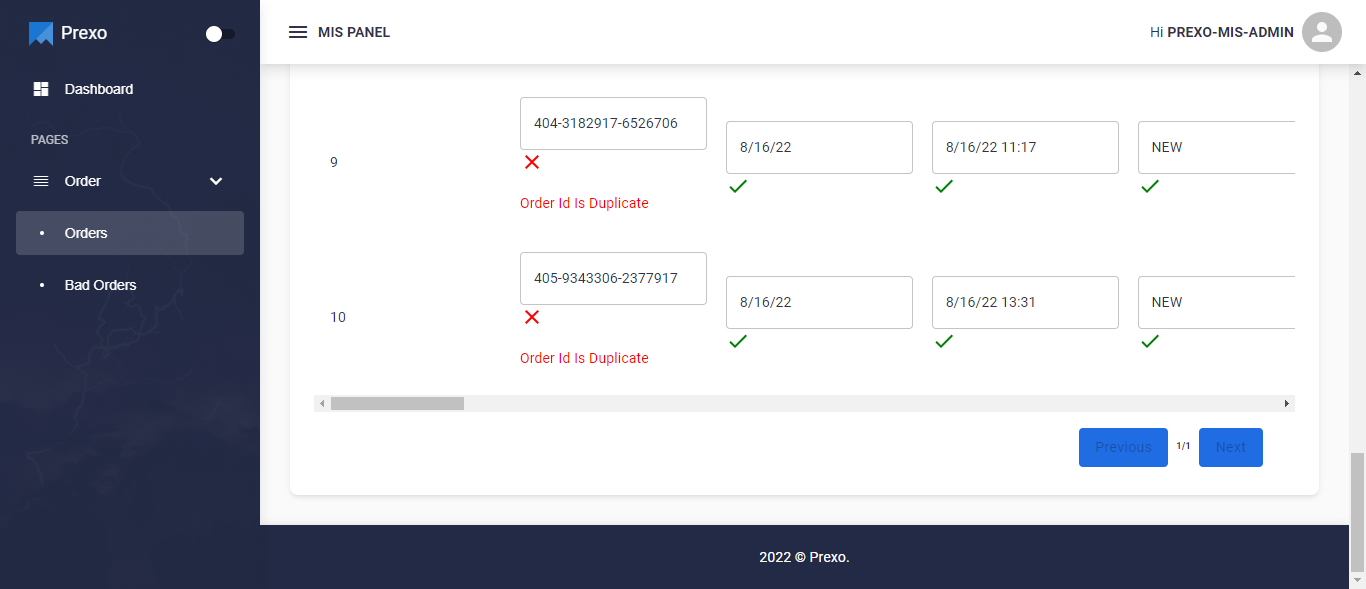 Prexo
MIS PANEL
Hi PREXO-MIS-ADMIN
Dashboard
PAGES
Order
Orders
Bad Orders
9
404-3182917-6526706
Order Id Is Duplicate
8/16/22
8/16/22 11:17
NEW
10
405-9343306-2377917
Order Id Is Duplicate
8/16/22
8/16/22 13:31
NEW
Previous
1/1
Next
2022 © Prexo.